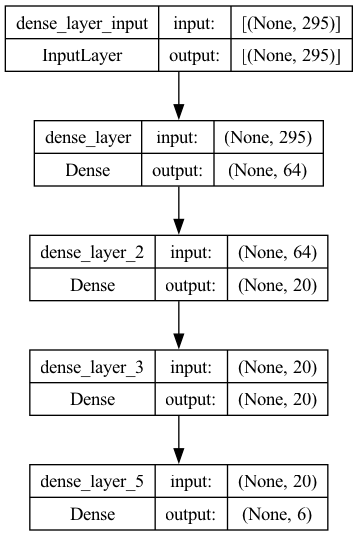 dense_layer_input input: [(None, 295)]
InputLayer output: [(None, 295)]
dense_layer input: (None, 295)
Dense output: (None, 64)
dense_layer_2 input: (None, 64)
Dense output: (None, 20)
dense_layer_3 input: (None, 20)
Dense output: (None, 20)
dense_layer_5 input: (None, 20)
Dense output: (None, 6)